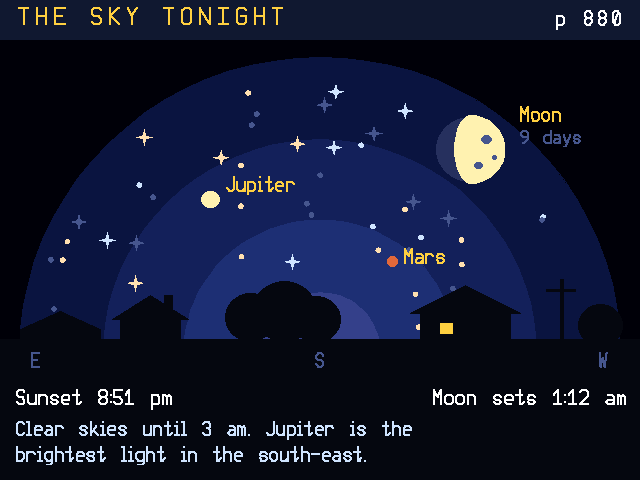 THE SKY TONIGHT
p 880
Moon
9 days
Jupiter
Mars
E S W
Sunset 8:51 pm
Moon sets 1:12 am
Clear skies until 3 am. Jupiter is the
brightest light in the south-east.